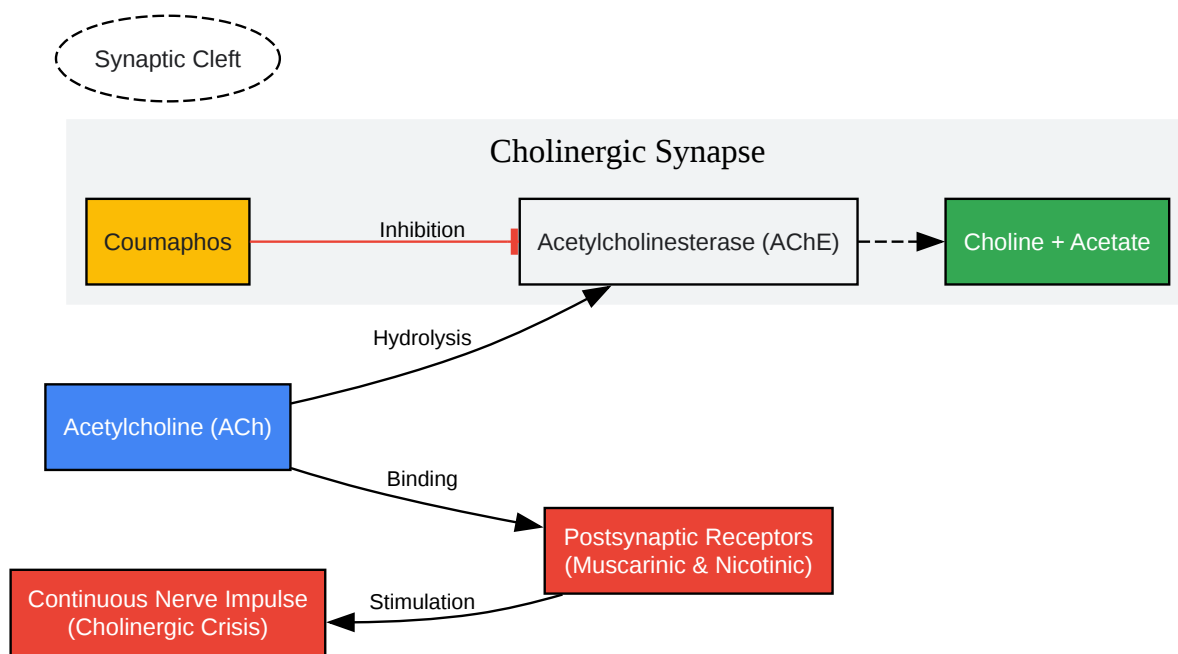 Synaptic Cleft
Cholinergic Synapse
Coumaphos
Inhibition
Acetylcholinesterase (AChE)
Choline + Acetate
Hydrolysis
Acetylcholine (ACh)
Binding
Postsynaptic Receptors
(Muscarinic & Nicotinic)
Stimulation
Continuous Nerve Impulse
(Cholinergic Crisis)